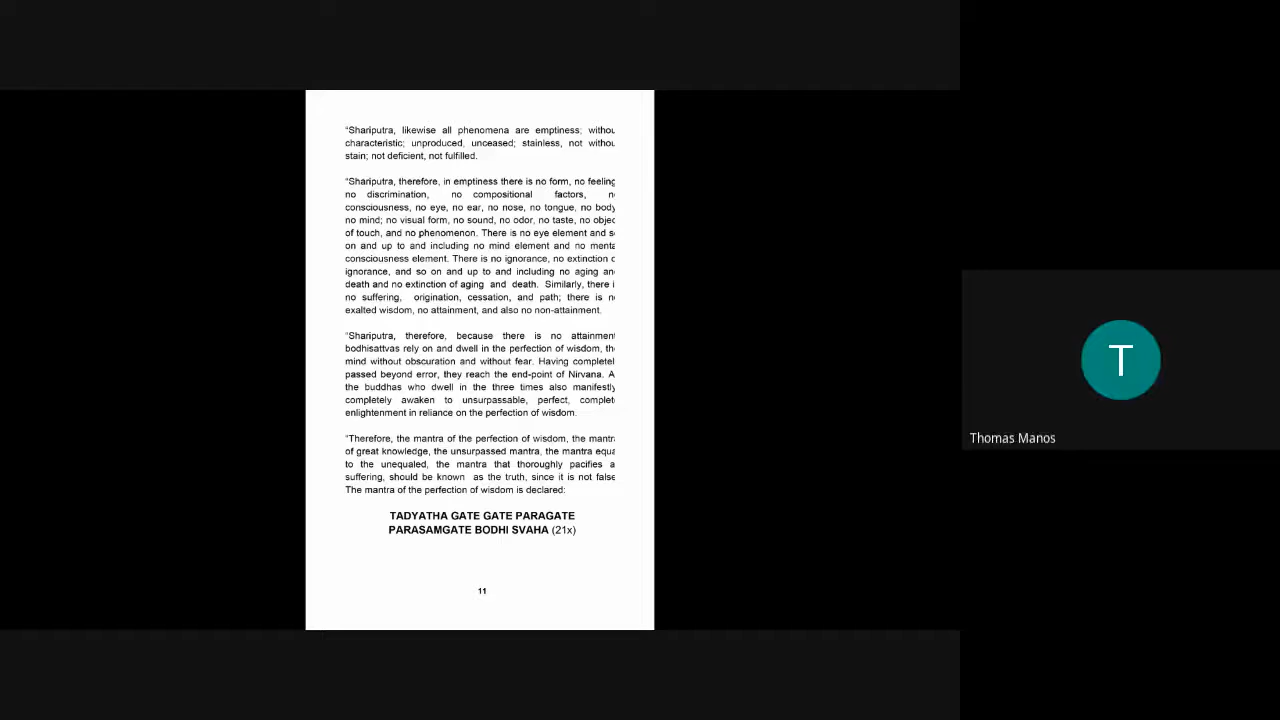 “Shariputra, likewise all phenomena are emptiness; withou
characteristic; unproduced, unceased; stainless, not withou
stain; not deficient, not fulfilled.
“Shariputra, therefore, in emptiness there is no form, no feeling
no discrimination, no compositional factors, n
consciousness, no eye, no ear, no nose, no tongue, no body
no mind; no visual form, no sound, no odor, no taste, no objec
of touch, and no phenomenon. There is no eye element and s
on and up to and including no mind element and no menta
consciousness element. There is no ignorance, no extinction o
ignorance, and so on and up to and including no aging an
death and no extinction of aging and death. Similarly, there i
no suffering, origination, cessation, and path; there is n
exalted wisdom, no attainment, and also no non-attainment.
“Shariputra, therefore, because there is no attainment
bodhisattvas rely on and dwell in the perfection of wisdom, th
mind without obscuration and without fear. Having completel
passed beyond error, they reach the end-point of Nirvana. A
the buddhas who dwell in the three times also manifestly
completely awaken to unsurpassable, perfect, complet
enlightenment in reliance on the perfection of wisdom.
“Therefore, the mantra of the perfection of wisdom, the mantra
of great knowledge, the unsurpassed mantra, the mantra equa
to the unequaled, the mantra that thoroughly pacifies a
suffering, should be known as the truth, since it is not false
The mantra of the perfection of wisdom is declared:
TADYATHA GATE GATE PARAGATE
PARASAMGATE BODHI SVAHA (21x)
11
T
Thomas Manos